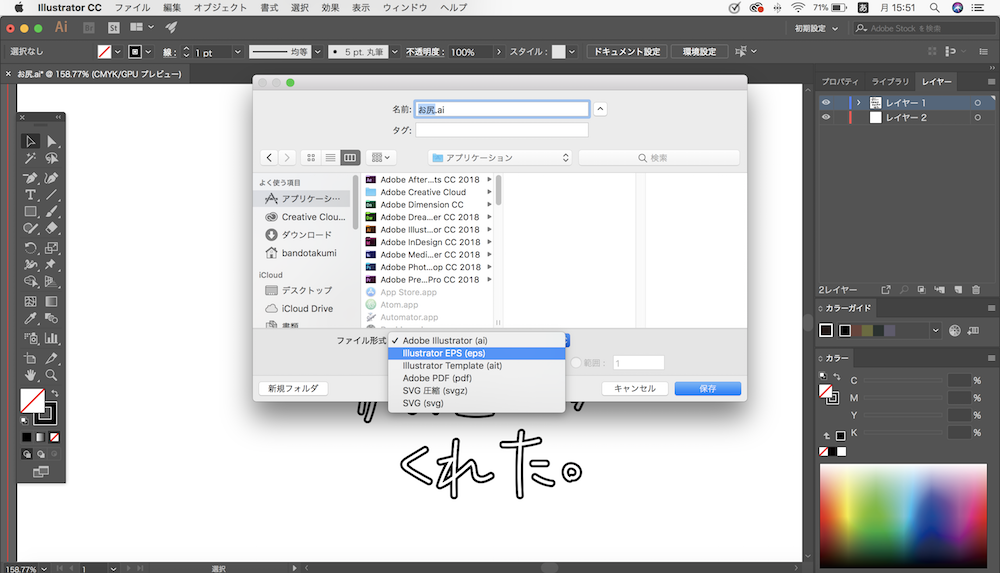 Illustrator CC ファイル 編集 オブジェクト 書式 選択 効果 表示 ウィンドウ ヘルプ 71% あ 月 15:51
Ai Br St 初期設定 Adobe Stock を検索
選択なし 線: 1 pt 均等 5 pt. 丸筆 不透明度: 100% スタイル: ドキュメント設定 環境設定
お尻.ai* @ 158.77% (CMYK/GPU プレビュー)
プロパティ ライブラリ レイヤー
レイヤー 1
レイヤー 2
名前: お尻.ai
タグ:
アプリケーション 検索
よく使う項目
アプリケーシ…
Creative Clou...
ダウンロード
bandotakumi
iCloud
デスクトップ
iCloud Drive
書類
Adobe After...ts CC 2018
Adobe Creative Cloud
Adobe Dimension CC
Adobe Drea...er CC 2018
Adobe Illust...or CC 2018
Adobe InDesign CC 2018
Adobe Medi...er CC 2018
Adobe Phot...op CC 2018
Adobe Pre...Pro CC 2018
App Store.app
Atom.app
Automator.app
ファイル形式
Adobe Illustrator (ai)
Illustrator EPS (eps)
Illustrator Template (ait)
Adobe PDF (pdf)
SVG 圧縮 (svgz)
SVG (svg)
範囲: 1
新規フォルダ キャンセル 保存
くれた。
2レイヤー
カラーガイド
カラー
C %
M %
Y %
K %
158.77% 1 選択